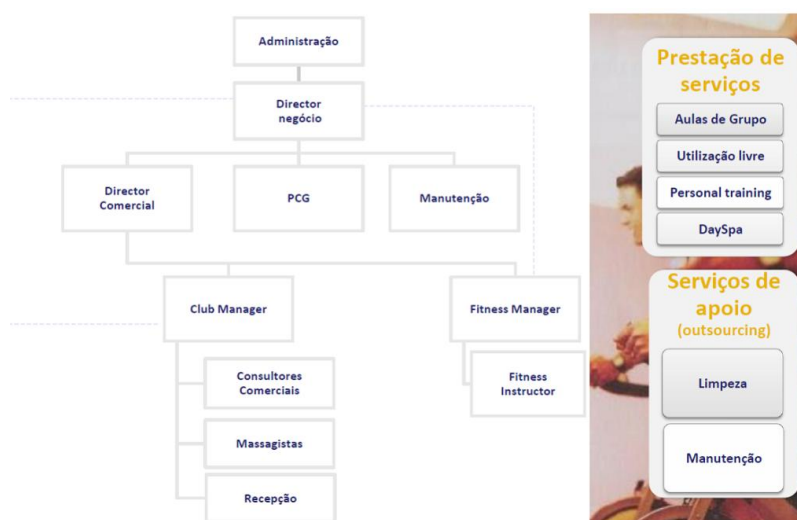 Administração
Director
negócio
Director
Comercial
PCG
Manutenção
Club Manager
Fitness Manager
Consultores
Comerciais
Fitness
Instructor
Massagistas
Recepção
Prestação de
serviços
Aulas de Grupo
Utilização livre
Personal training
DaySpa
Serviços de
apoio
(outsourcing)
Limpeza
Manutenção